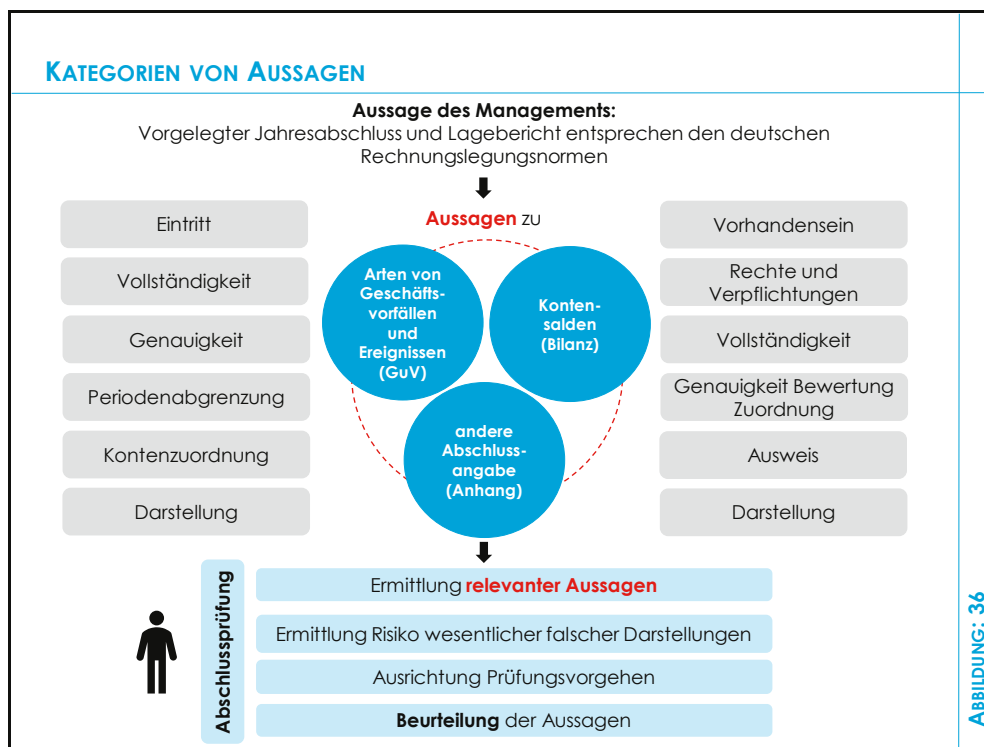 KATEGORIEN VON AUSSAGEN
Aussage des Managements:
Vorgelegter Jahresabschluss und Lagebericht entsprechen den deutschen
Rechnungslegungsnormen
Aussagen zu
Eintritt
Vollständigkeit
Genauigkeit
Periodenabgrenzung
Kontenzuordnung
Darstellung
Arten von
Geschäfts-
vorfällen
und
Ereignissen
(GuV)
Konten-
salden
(Bilanz)
andere
Abschluss-
angabe
(Anhang)
Vorhandensein
Rechte und
Verpflichtungen
Vollständigkeit
Genauigkeit Bewertung
Zuordnung
Ausweis
Darstellung
Abschlussprüfung
Ermittlung relevanter Aussagen
Ermittlung Risiko wesentlicher falscher Darstellungen
Ausrichtung Prüfungsvorgehen
Beurteilung der Aussagen
ABBILDUNG: 36